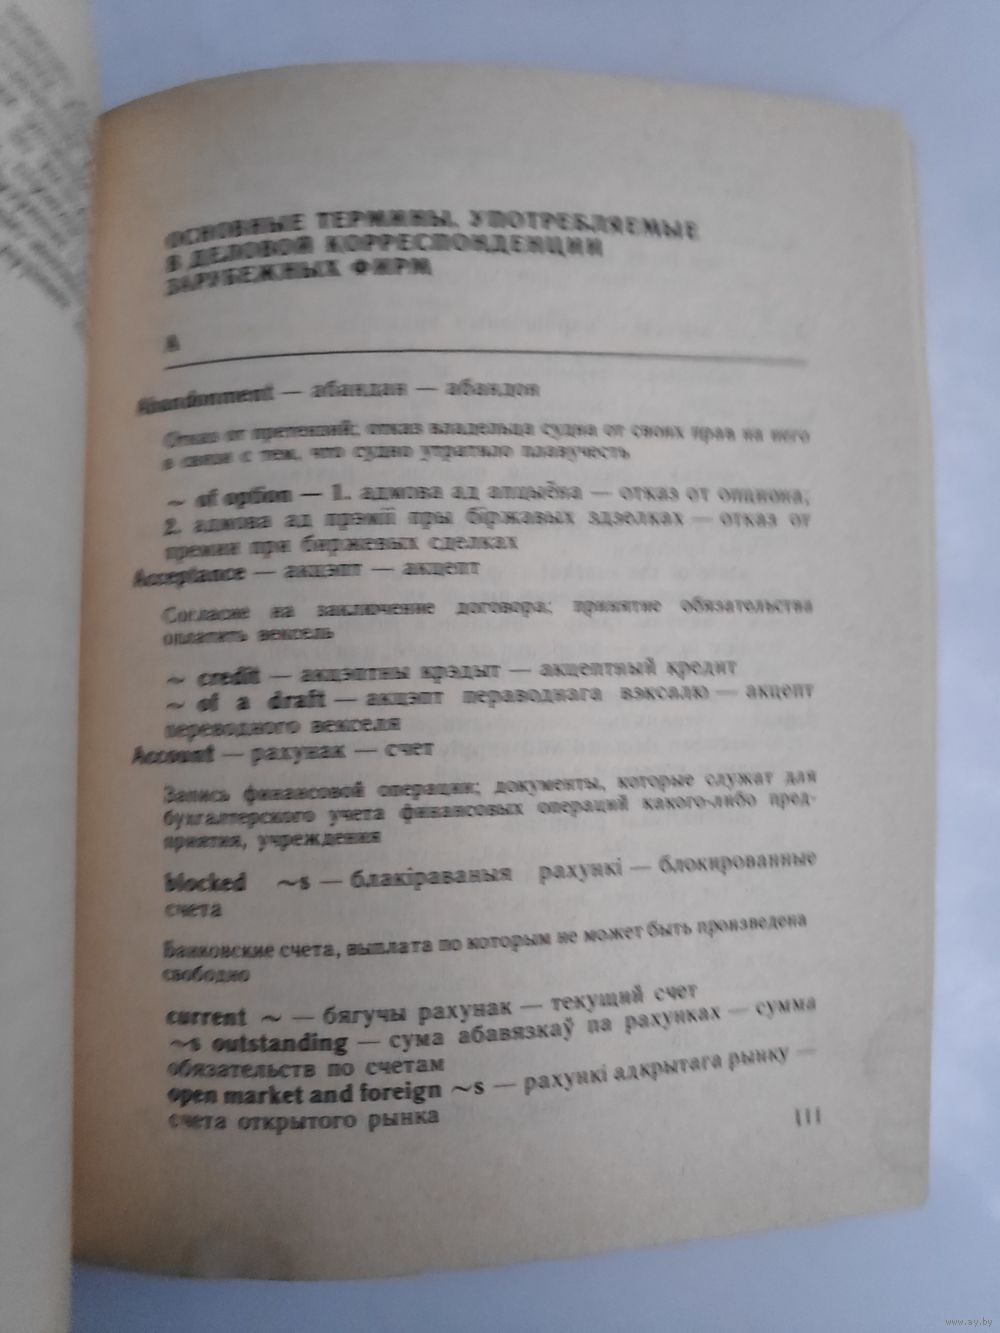 ОСНОВНЫЕ ТЕРМИНЫ, УПОТРЕБЛЯЕМЫЕ
В ДЕЛОВОЙ КОРРЕСПОНДЕНЦИИ
ЗАРУБЕЖНЫХ ФИРМ
A
Abandonment — абандан — абандон
Отказ от претензий; отказ владельца судна от своих прав на него
в связи с тем, что судно утратило плавучесть
~ of option — 1. адмова ад апцыёна — отказ от опциона;
2. адмова ад прэміі пры біржавых здзелках — отказ от
премии при биржевых сделках
Acceptance — акцэпт — акцепт
Согласие на заключение договора; принятие обязательства
оплатить вексель
~ credit — акцэптны крэдыт — акцептный кредит
~ of a draft — акцэпт пераводнага вэксалю — акцепт
переводного векселя
Account — рахунак — счет
Запись финансовой операции; документы, которые служат для
бухгалтерского учета финансовых операций какого-либо пред-
приятия, учреждения
blocked ~s — блакіраваныя рахункі — блокированные
счета
Банковские счета, выплата по которым не может быть произведена
свободно
current ~ — бягучы рахунак — текущий счет
~s outstanding — сума абавязкаў па рахунках — сумма
обязательств по счетам
open market and foreign ~s — рахункі адкрытага рынку —
счета открытого рынка
111
www.ay.by